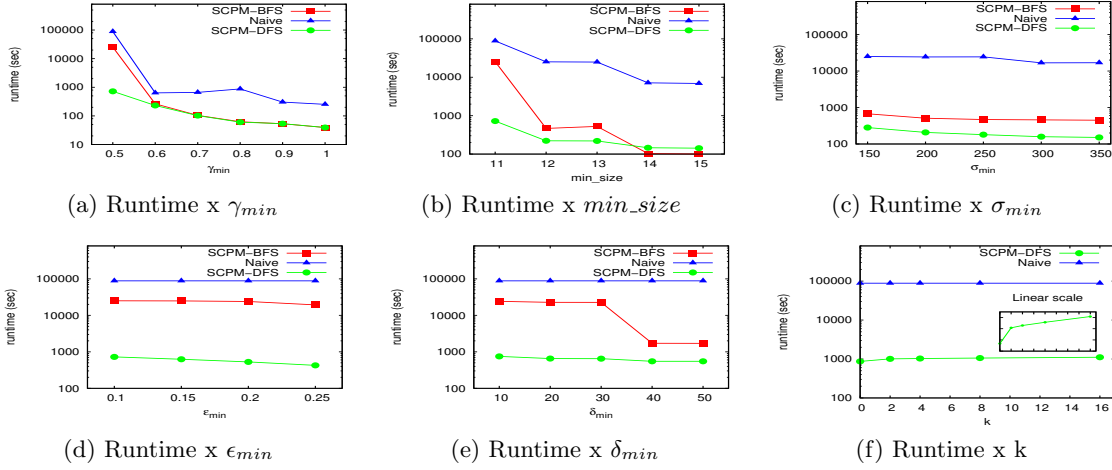 SCPM-BFS
Naive
SCPM-DFS
100000
10000
1000
100
10
runtime (sec)
0.5 0.6 0.7 0.8 0.9 1
γmin
(a) Runtime x γmin
SCPM-BFS
Naive
SCPM-DFS
100000
10000
1000
100
runtime (sec)
11 12 13 14 15
min_size
(b) Runtime x min_size
SCPM-BFS
Naive
SCPM-DFS
100000
10000
1000
100
runtime (sec)
150 200 250 300 350
σmin
(c) Runtime x σmin
SCPM-BFS
Naive
SCPM-DFS
100000
10000
1000
100
runtime (sec)
0.1 0.15 0.2 0.25
εmin
(d) Runtime x ϵmin
SCPM-BFS
Naive
SCPM-DFS
100000
10000
1000
100
runtime (sec)
10 20 30 40 50
δmin
(e) Runtime x δmin
SCPM-DFS
Naive
100000
10000
1000
100
runtime (sec)
Linear scale
0 2 4 6 8 10 12 14 16
k
(f) Runtime x k